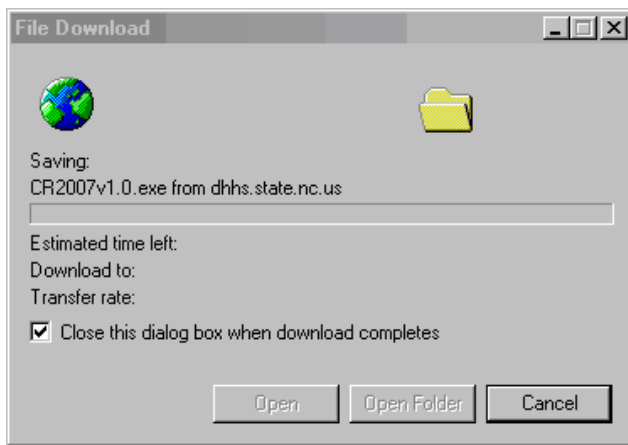 File Download
Saving:
CR2007v1.0.exe from dhhs.state.nc.us
Estimated time left:
Download to:
Transfer rate:
Close this dialog box when download completes
Open
Open Folder
Cancel